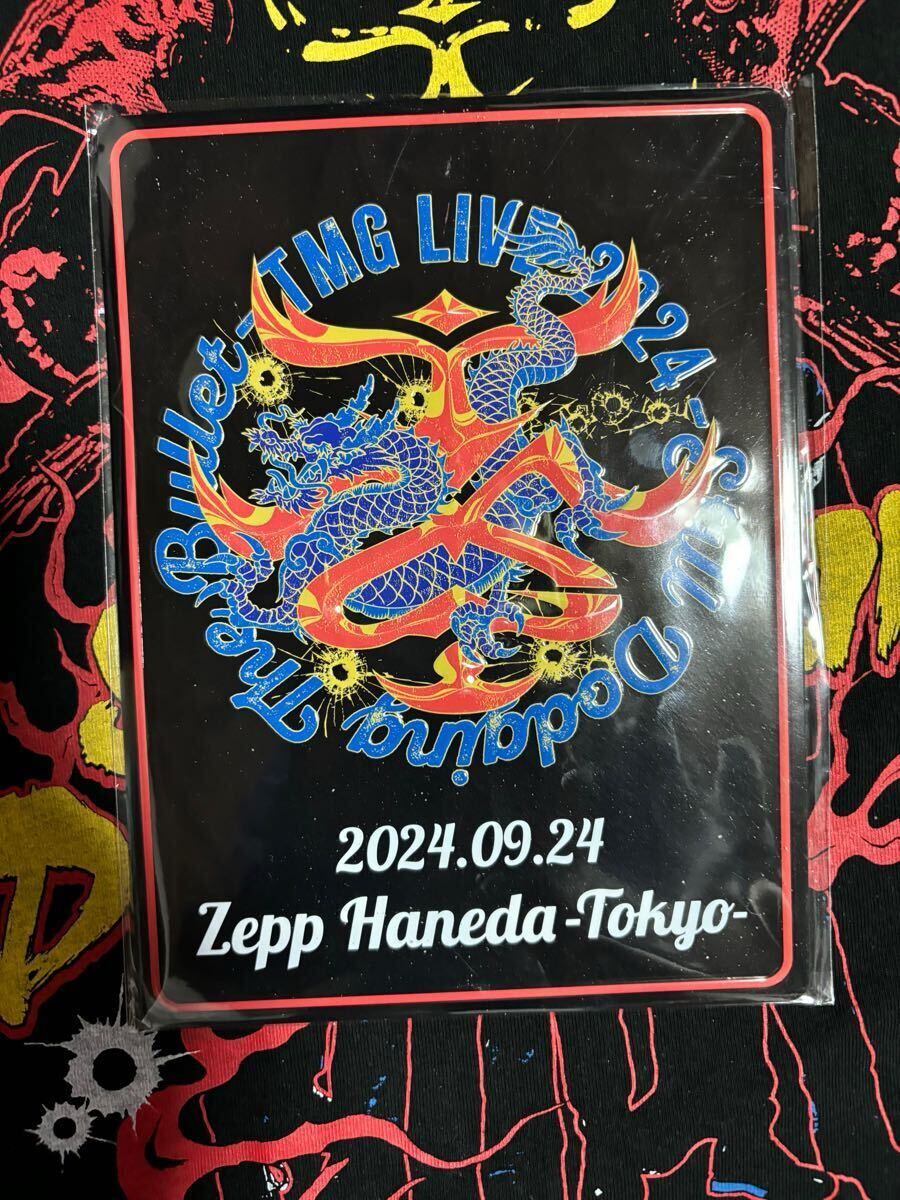 TMG LIVE 2024 -Still Dodging The Bullet-
2024.09.24
Zepp Haneda -Tokyo-
D